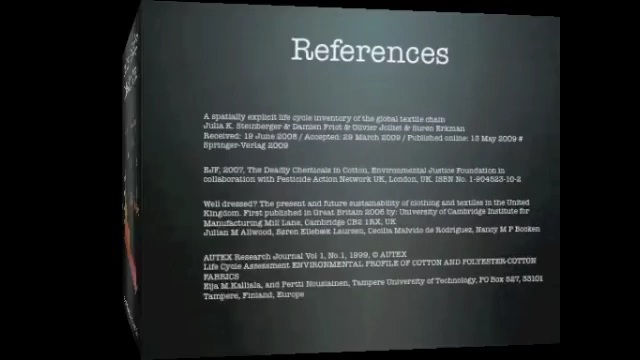 References
A spatially explicit life cycle inventory of the global textile chain
Julia K. Steinberger & Damien Friot & Olivier Jolliet & Suren Erkman
Received: 19 June 2008 / Accepted: 29 March 2009 / Published online: 13 May 2009 #
Springer-Verlag 2009
EJF, 2007, The Deadly Chemicals in Cotton, Environmental Justice Foundation in
collaboration with Pesticide Action Network UK, London, UK. ISBN No. 1-904523-10-2
Well dressed? The present and future sustainability of clothing and textiles in the United
Kingdom. First published in Great Britain 2006 by: University of Cambridge Institute for
Manufacturing Mill Lane, Cambridge CB2 1RX, UK
Julian M Allwood, Søren Ellebæk Laursen, Cecilia Malvido de Rodriguez, Nancy M P Bocken
AUTEX Research Journal Vol 1, No.1, 1999, © AUTEX
Life Cycle Assessment ENVIRONMENTAL PROFILE OF COTTON AND POLYESTER-COTTON
FABRICS
Eija M.Kalliala, and Pertti Nousiainen, Tampere University of Technology, PO Box 527, 33101
Tampere, Finland, Europe